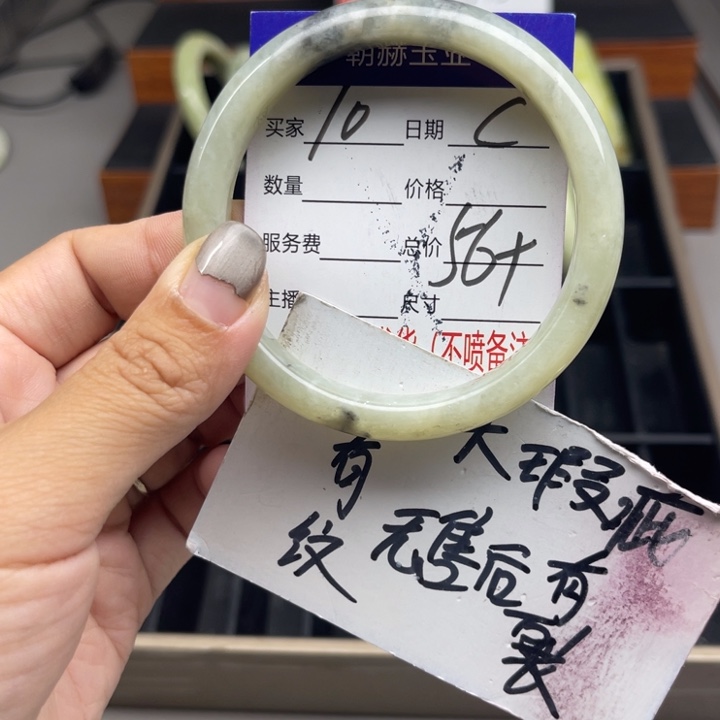 朝赫玉业
买家 10 日期 C
数量 价格
服务费 总价
56+
主播 尺寸
(不喷备注
有 大瑕疵
纹 无售后有
裂